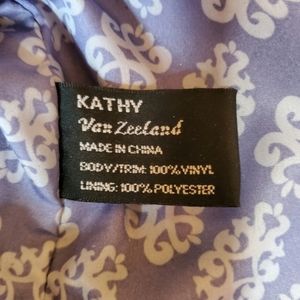 KATHY
Van Zeeland
MADE IN CHINA
BODY/TRIM: 100% VINYL
LINING: 100% POLYESTER